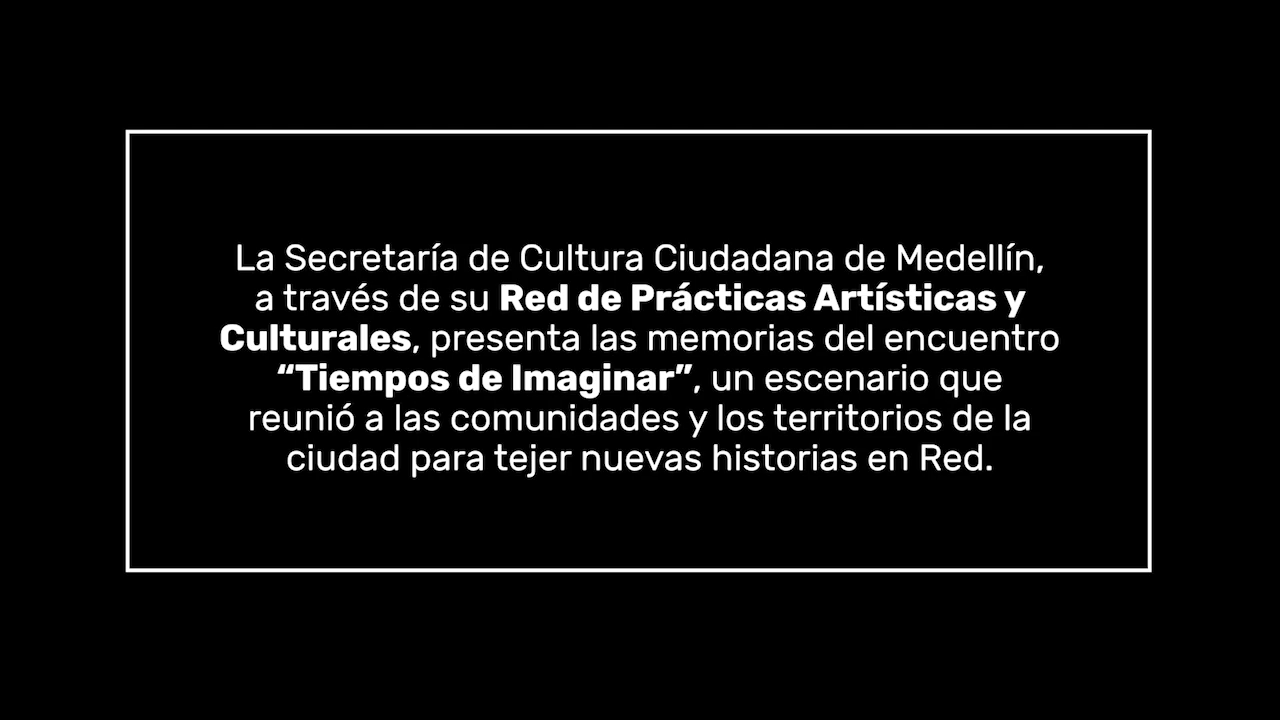 La Secretaría de Cultura Ciudadana de Medellín,
a través de su Red de Prácticas Artísticas y
Culturales, presenta las memorias del encuentro
“Tiempos de Imaginar”, un escenario que
reunió a las comunidades y los territorios de la
ciudad para tejer nuevas historias en Red.